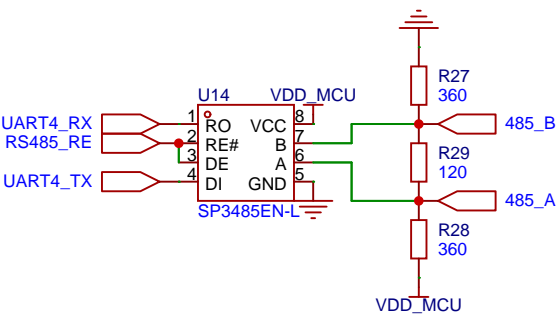 R27
360
U14
VDD_MCU
UART4_RX
1
RO
VCC
8
485_B
RS485_RE
2
RE#
B
7
3
DE
A
6
R29
120
UART4_TX
4
DI
GND
5
485_A
SP3485EN-L
R28
360
VDD_MCU